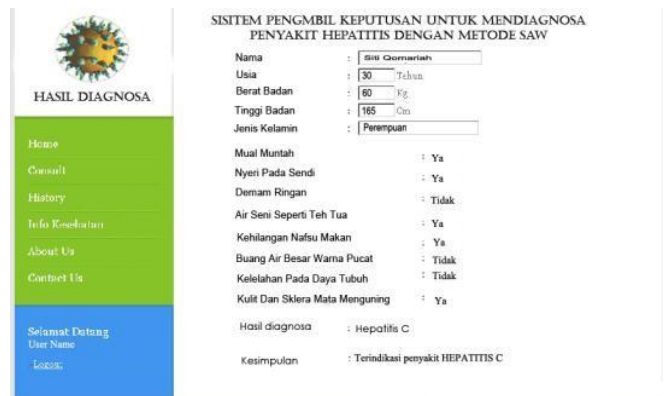 SISITEM PENGMBIL KEPUTUSAN UNTUK MENDIAGNOSA
PENYAKIT HEPATITIS DENGAN METODE SAW
HASIL DIAGNOSA
Home
Consult
History
Info Kesehatan
About Us
Contact Us
Selamat Datang
User Name
Logout
Nama : Siti Qomariah
Usia : 30 Tahun
Berat Badan : 60 Kg
Tinggi Badan : 165 Cm
Jenis Kelamin : Perempuan
Mual Muntah : Ya
Nyeri Pada Sendi : Ya
Demam Ringan : Tidak
Air Seni Seperti Teh Tua : Ya
Kehilangan Nafsu Makan : Ya
Buang Air Besar Warna Pucat : Tidak
Kelelahan Pada Daya Tubuh : Tidak
Kulit Dan Sklera Mata Menguning : Ya
Hasil diagnosa : Hepatitis C
Kesimpulan : Terindikasi penyakit HEPATITIS C